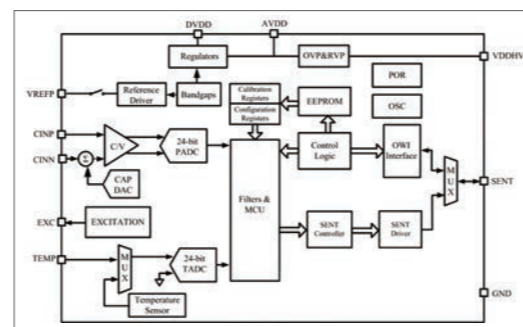 DVDD
AVDD
VDDHV
Regulators
OVP&RVP
POR
VREFP
Reference
Driver
Bandgaps
Calibration
Registers
Configuration
Registers
EEPROM
OSC
CINP
CINN
C/V
Σ
24-bit
PADC
CAP
DAC
Control
Logic
OWI
Interface
MUX
SENT
Filters &
MCU
EXC
EXCITATION
SENT
Controller
SENT
Driver
TEMP
MUX
24-bit
TADC
Temperature
Sensor
GND